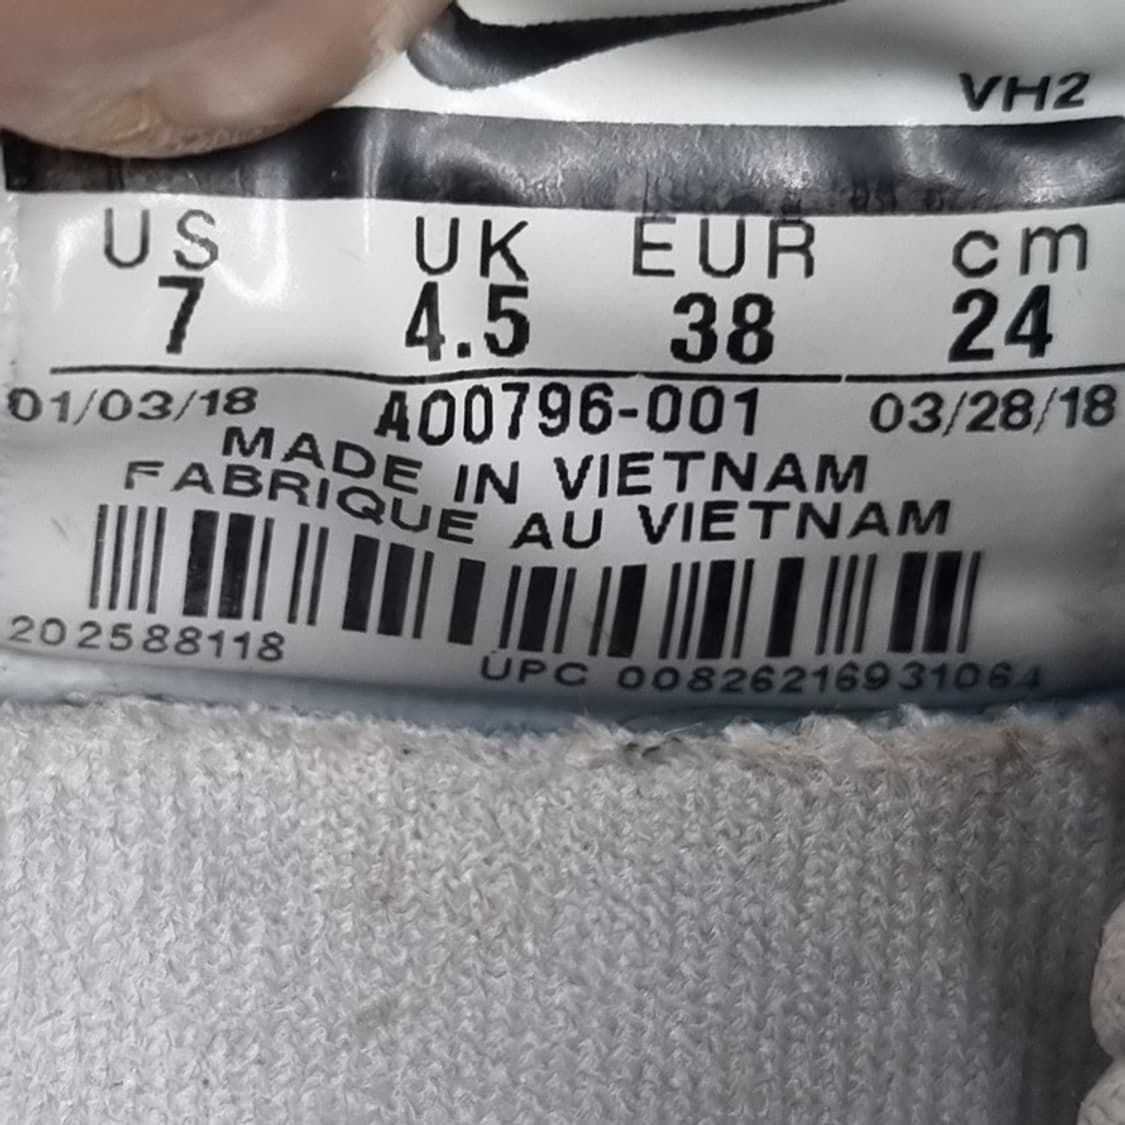 VH2
US UK EUR cm
7 4.5 38 24
01/03/18 AO0796-001 03/28/18
MADE IN VIETNAM
FABRIQUE AU VIETNAM
202588118
UPC 00826216931064